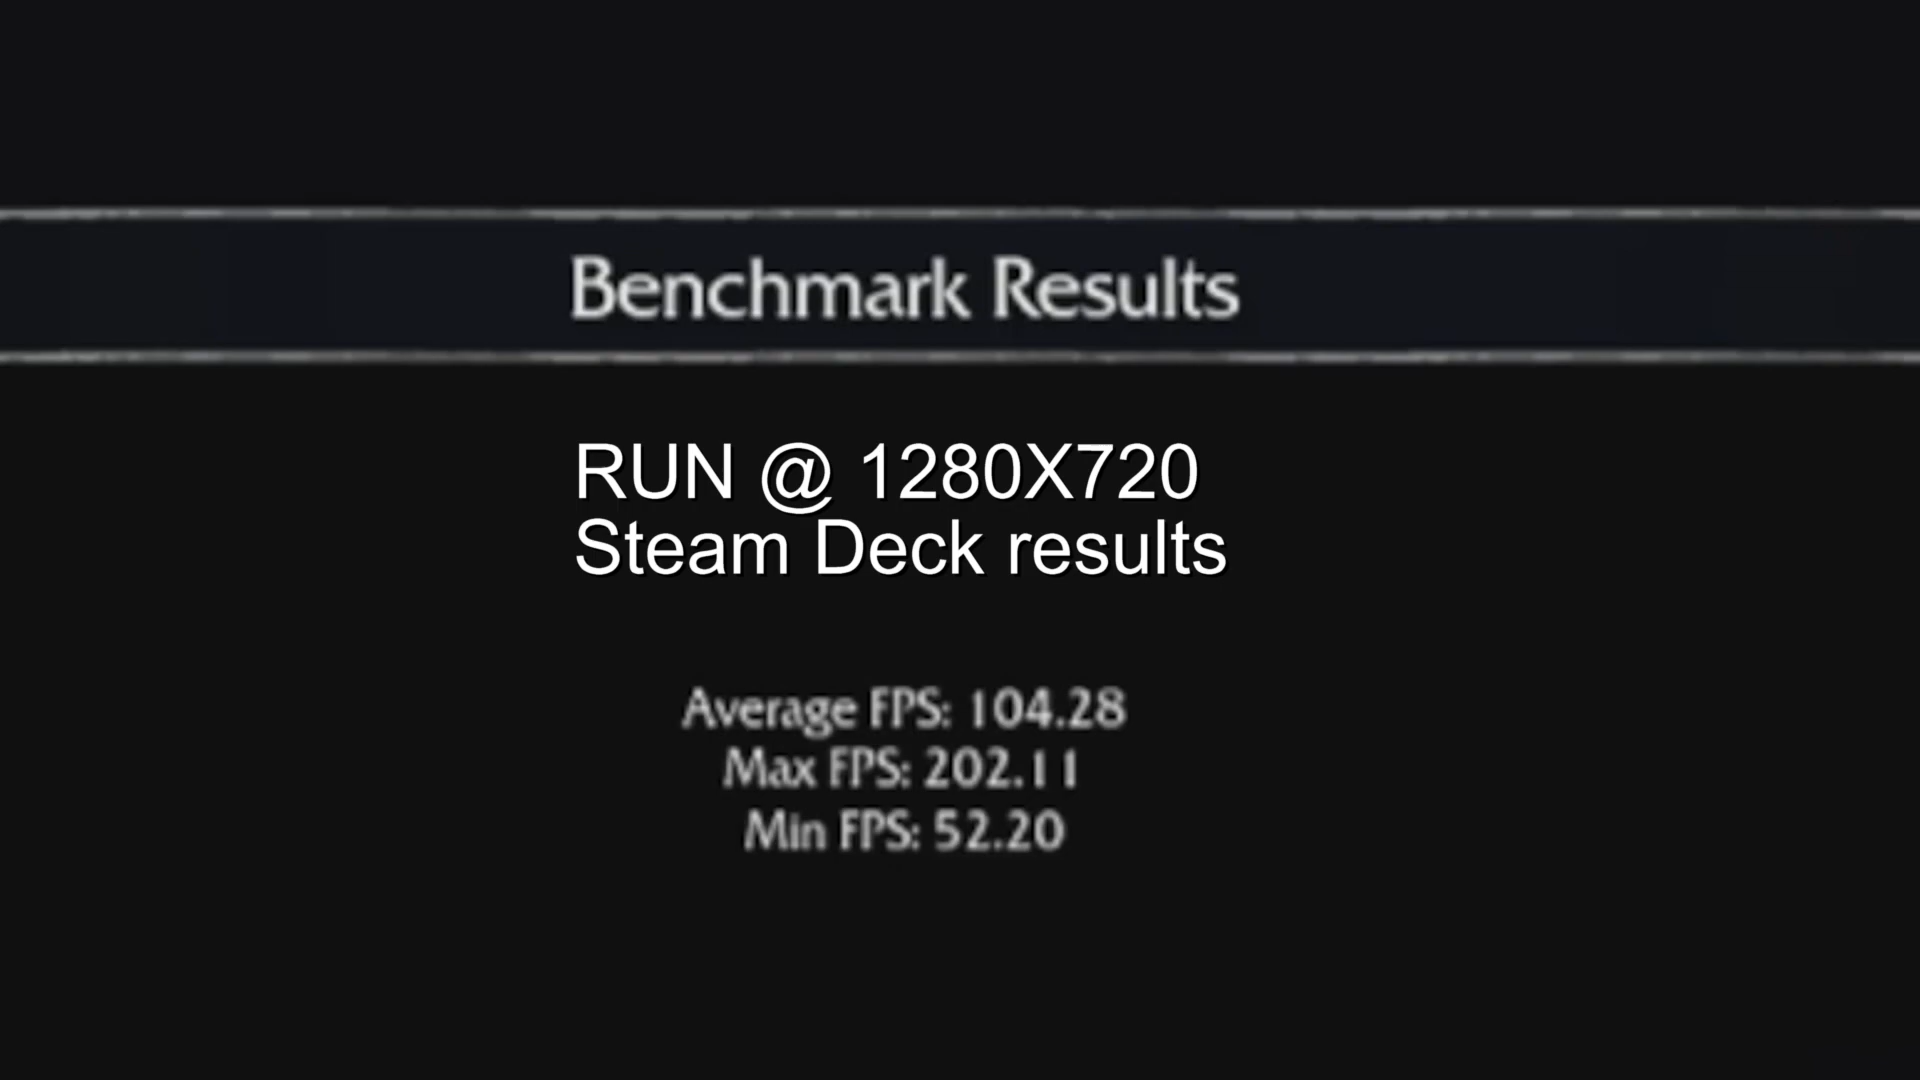 Benchmark Results
RUN @ 1280X720
Steam Deck results
Average FPS: 104.28
Max FPS: 202.11
Min FPS: 52.20